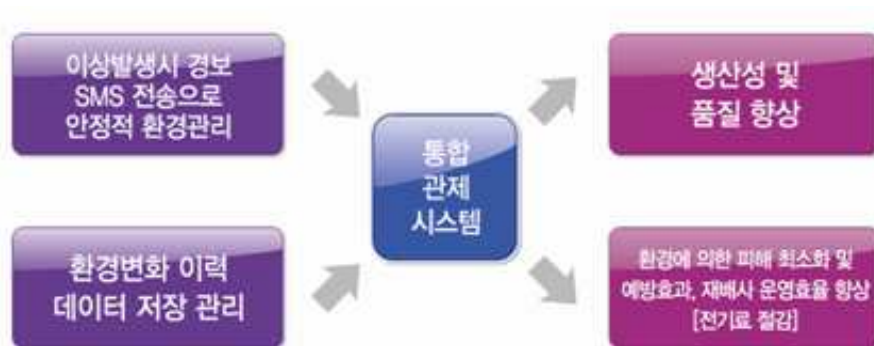 이상발생시 경보
SMS 전송으로
안정적 환경관리
환경변화 이력
데이터 저장 관리
통합
관제
시스템
생산성 및
품질 향상
환경에 의한 피해 최소화 및
예방효과, 재배사 운영효율 향상
[전기료 절감]